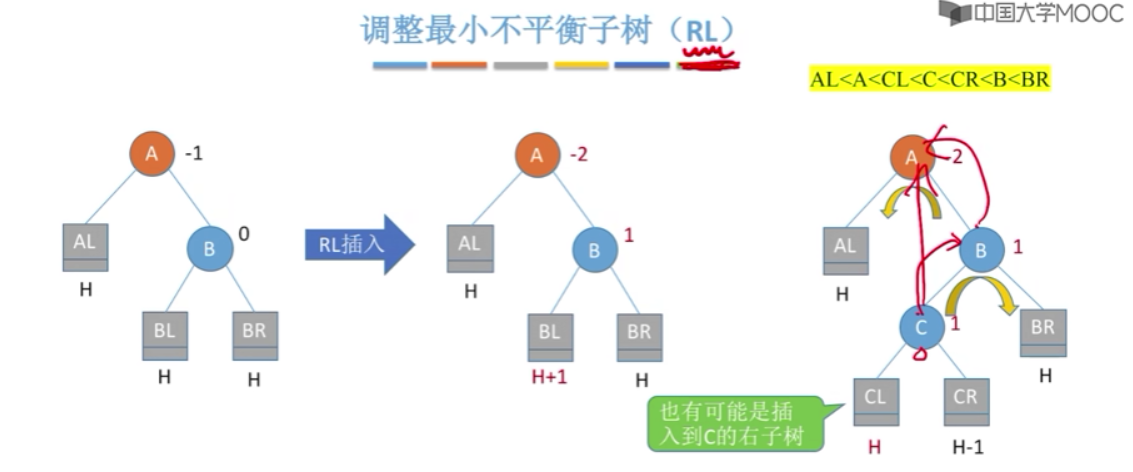 中国大学MOOC
调整最小不平衡子树（RL）
AL<A<CL<C<CR<B<BR
A -1
AL
H
B 0
BL
H
BR
H
RL插入
A -2
AL
H
B 1
BL
H+1
BR
H
A -2
AL
H
B 1
C 1
BR
H
CL
H
CR
H-1
也有可能是插
入到C的右子树